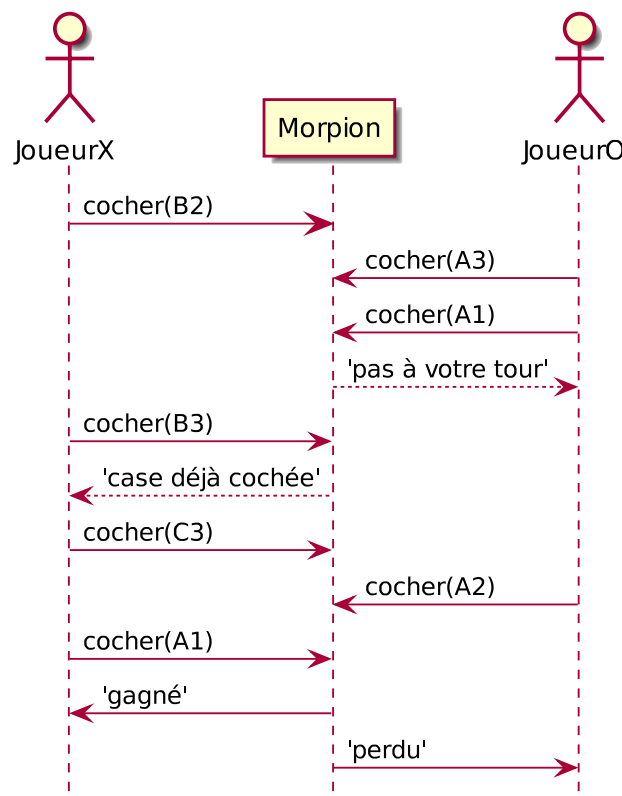 JoueurX
Morpion
JoueurO
cocher(B2)
cocher(A3)
cocher(A1)
'pas à votre tour'
cocher(B3)
'case déjà cochée'
cocher(C3)
cocher(A2)
cocher(A1)
'gagné'
'perdu'